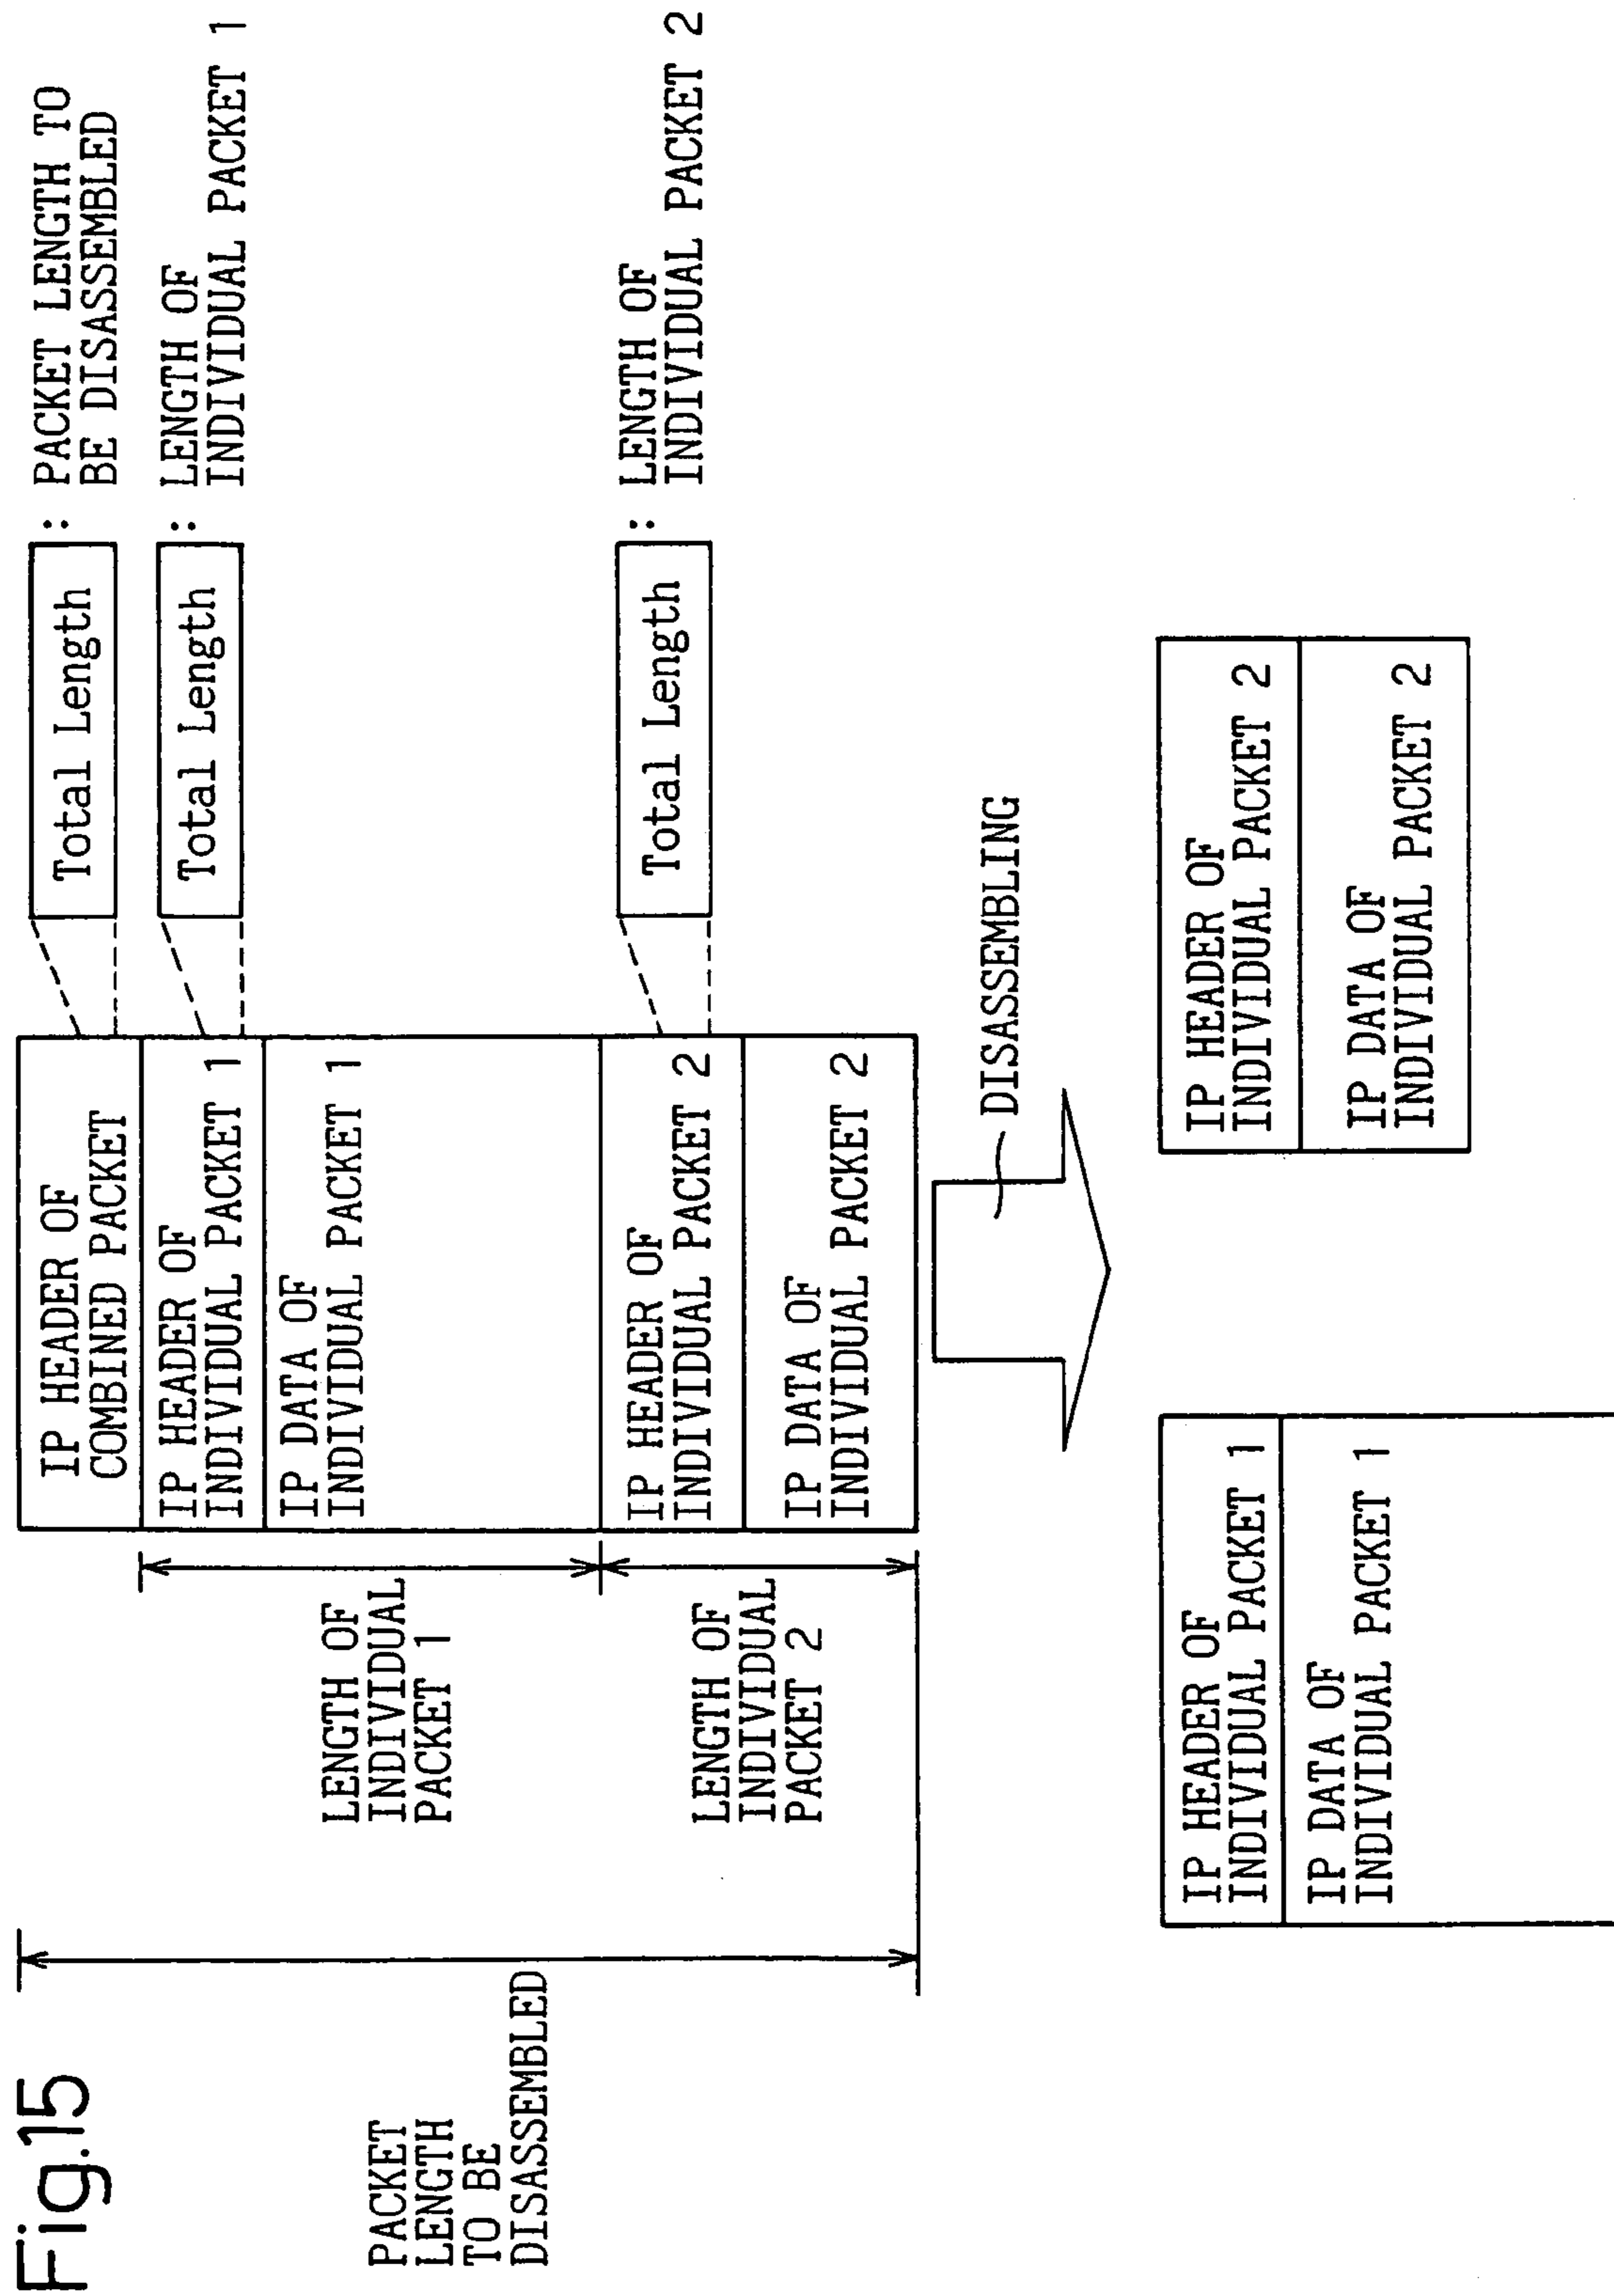 Fig.15
PACKET
LENGTH
TO BE
DISASSEMBLED
LENGTH OF
INDIVIDUAL
PACKET 1
LENGTH OF
INDIVIDUAL
PACKET 2
IP HEADER OF
COMBINED PACKET
IP HEADER OF
INDIVIDUAL PACKET 1
IP DATA OF
INDIVIDUAL PACKET 1
IP HEADER OF
INDIVIDUAL PACKET 2
IP DATA OF
INDIVIDUAL PACKET 2
Total Length : PACKET LENGTH TO
BE DISASSEMBLED
Total Length : LENGTH OF
INDIVIDUAL PACKET 1
Total Length : LENGTH OF
INDIVIDUAL PACKET 2
DISASSEMBLING
IP HEADER OF
INDIVIDUAL PACKET 1
IP DATA OF
INDIVIDUAL PACKET 1
IP HEADER OF
INDIVIDUAL PACKET 2
IP DATA OF
INDIVIDUAL PACKET 2